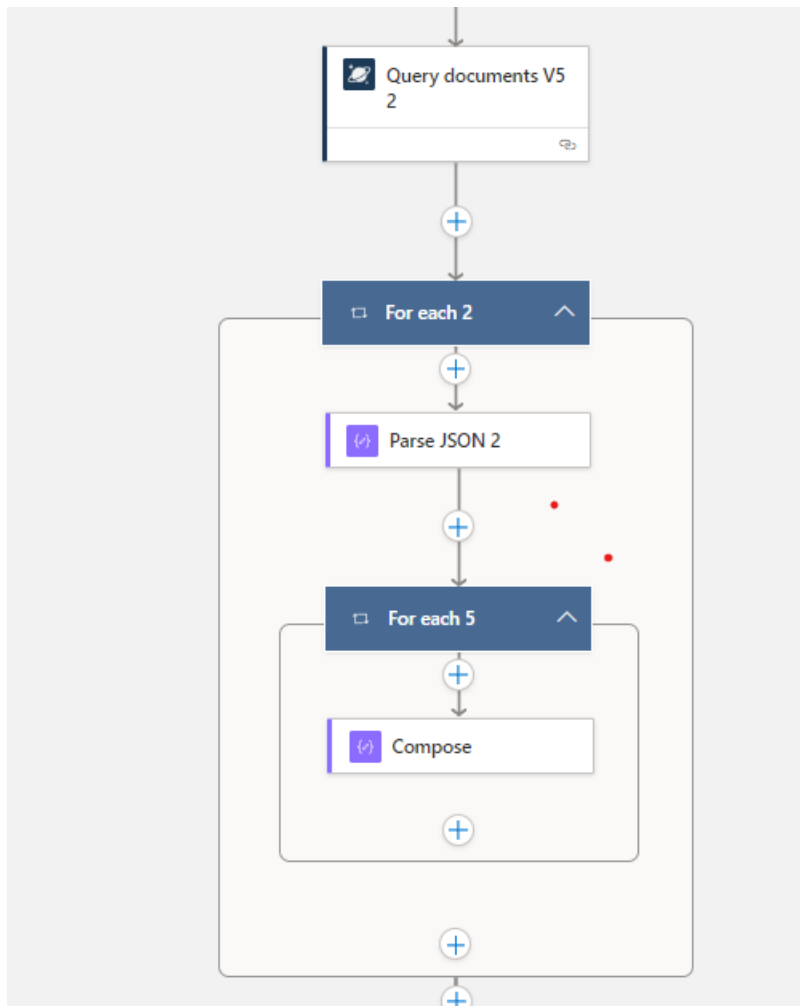 Query documents V5
2
For each 2
Parse JSON 2
For each 5
Compose